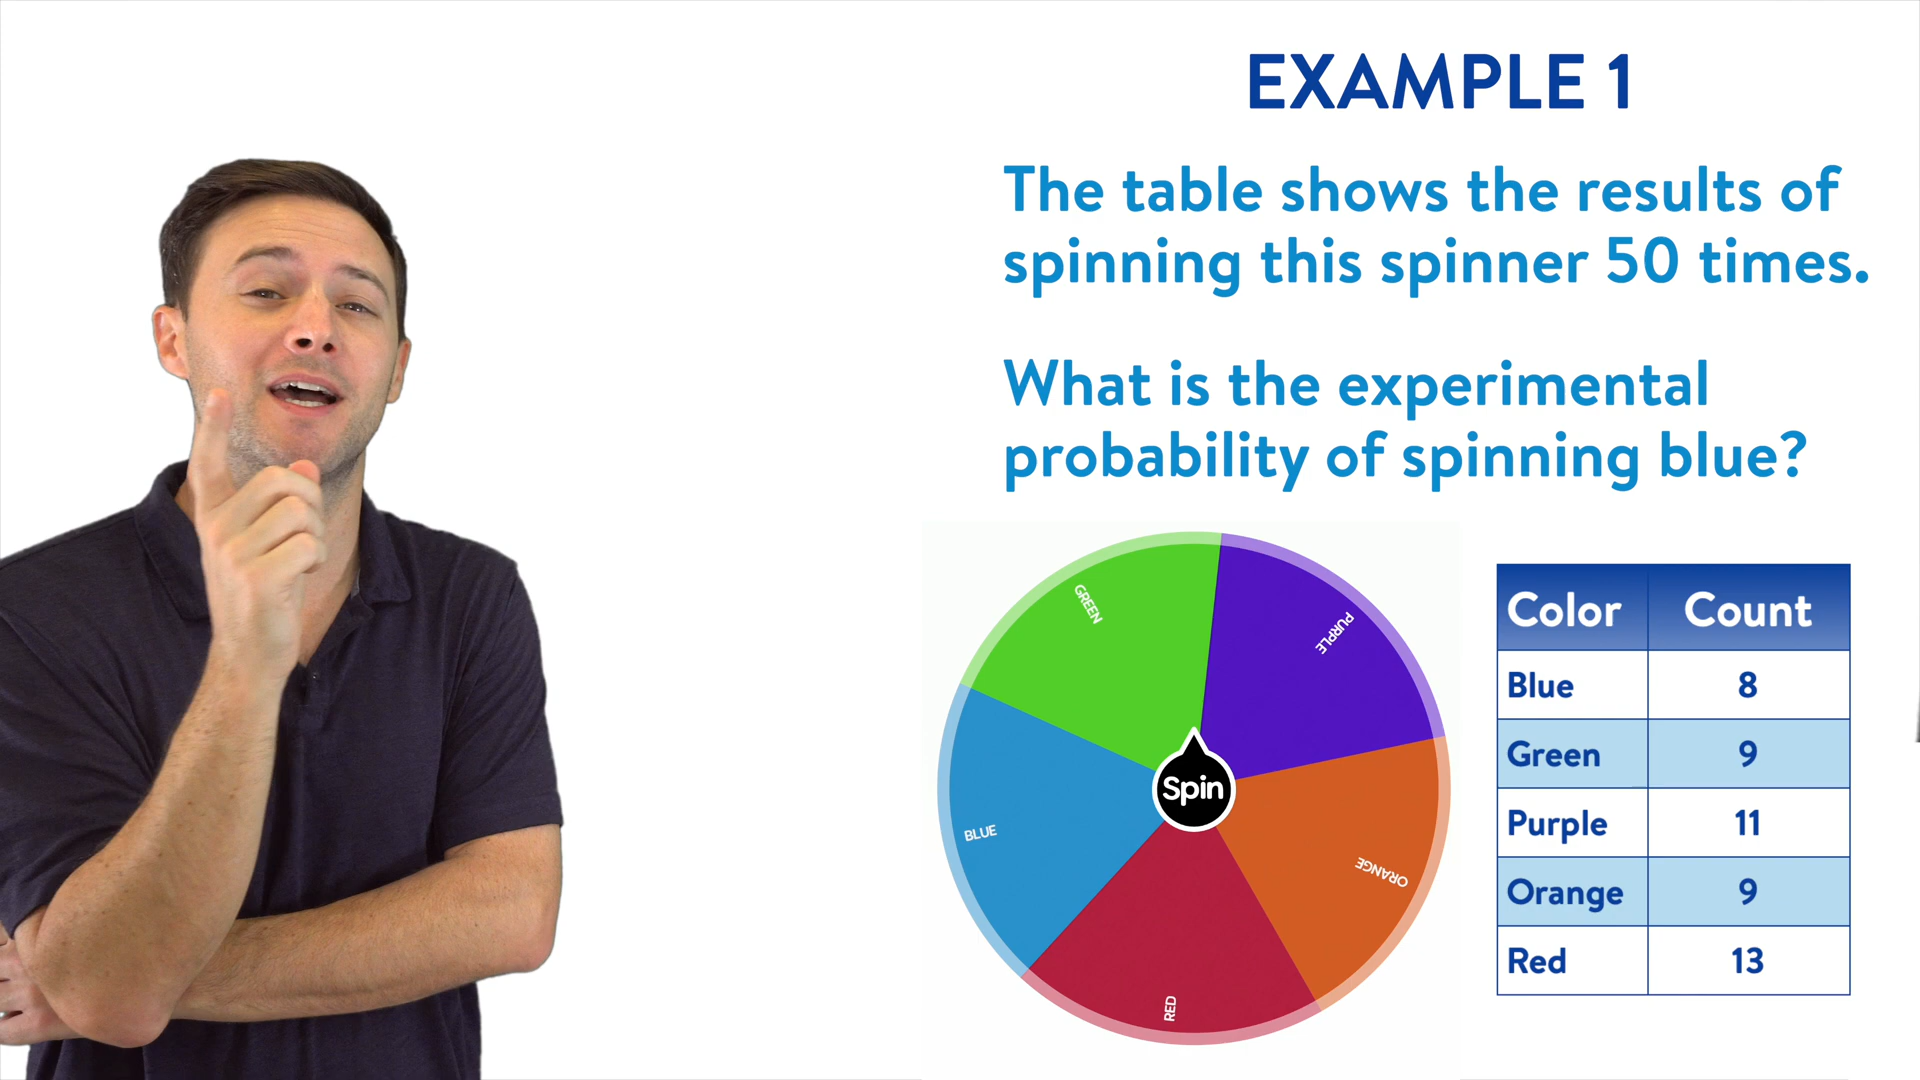 EXAMPLE 1
The table shows the results of
spinning this spinner 50 times.
What is the experimental
probability of spinning blue?
GREEN
PURPLE
BLUE
Spin
ORANGE
RED
Color Count
Blue 8
Green 9
Purple 11
Orange 9
Red 13